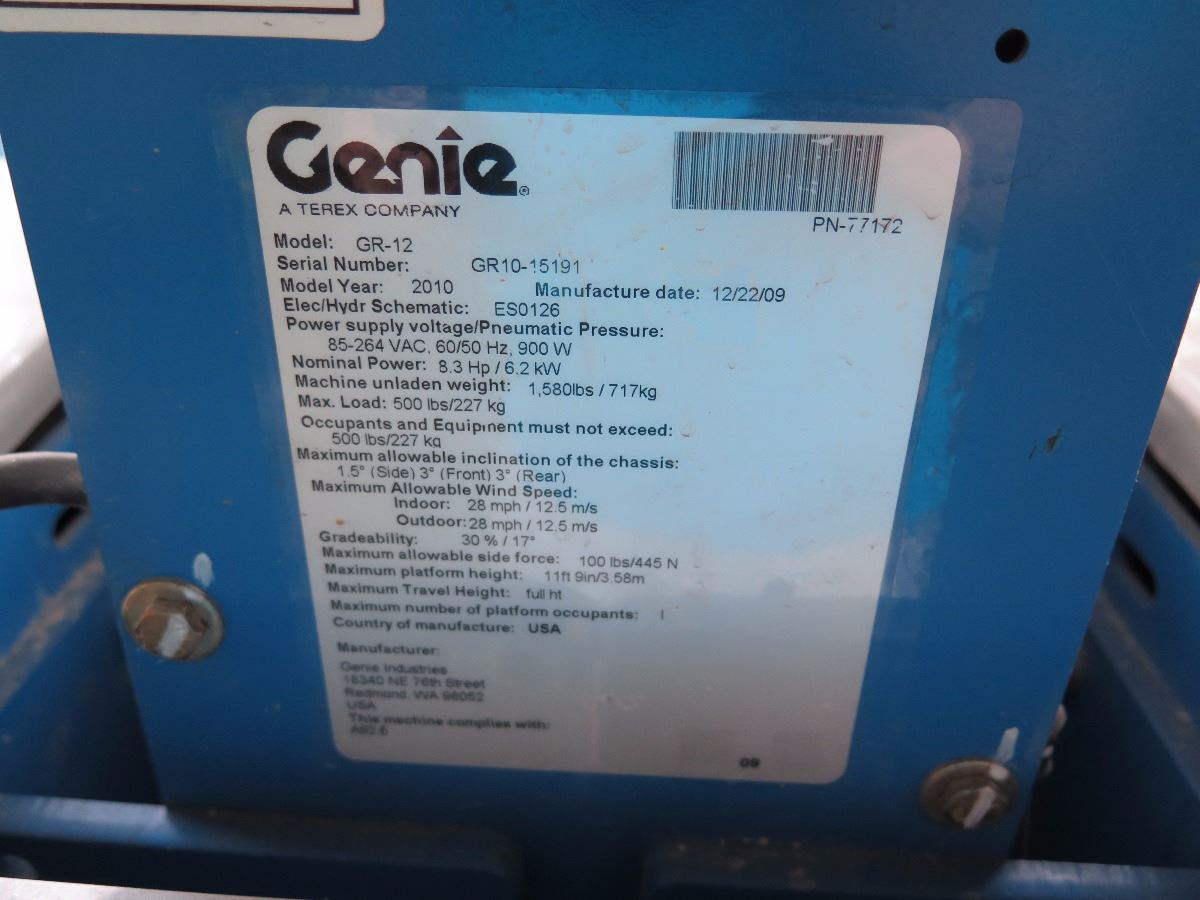 Genie®
A TEREX COMPANY
PN-77172
Model: GR-12
Serial Number: GR10-15191
Model Year: 2010 Manufacture date: 12/22/09
Elec/Hydr Schematic: ES0126
Power supply voltage/Pneumatic Pressure:
85-264 VAC, 60/50 Hz, 900 W
Nominal Power: 8.3 Hp / 6.2 kW
Machine unladen weight: 1,580lbs / 717kg
Max. Load: 500 lbs/227 kg
Occupants and Equipment must not exceed:
500 lbs/227 kg
Maximum allowable inclination of the chassis:
1.5° (Side) 3° (Front) 3° (Rear)
Maximum Allowable Wind Speed:
Indoor: 28 mph / 12.5 m/s
Outdoor: 28 mph / 12.5 m/s
Gradeability: 30 % / 17°
Maximum allowable side force: 100 lbs/445 N
Maximum platform height: 11ft 9in/3.58m
Maximum Travel Height: full ht
Maximum number of platform occupants: 1
Country of manufacture: USA
Manufacturer:
Genie Industries
18340 NE 76th Street
Redmond, WA 98052
USA
This machine complies with:
A92.6
09